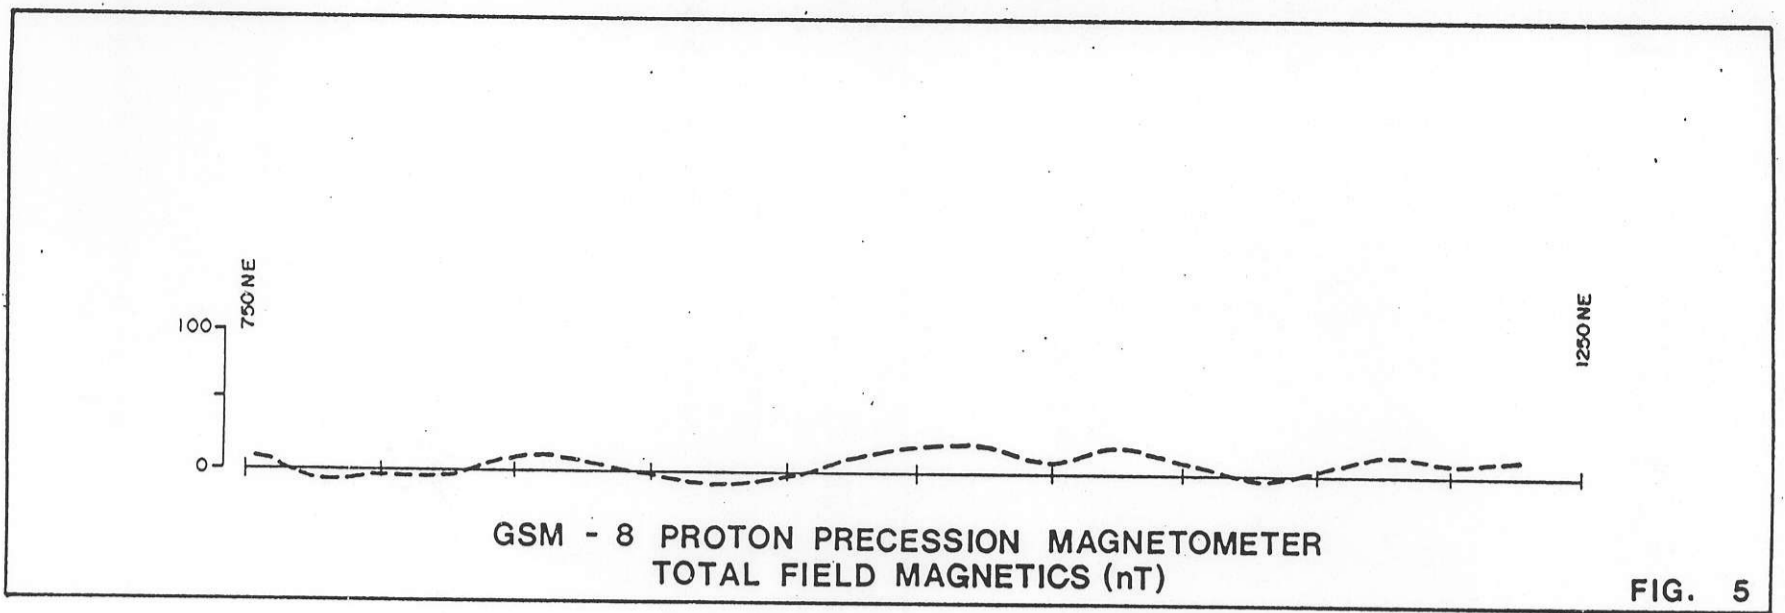 750NE
1250NE
100
0
GSM - 8 PROTON PRECESSION MAGNETOMETER
TOTAL FIELD MAGNETICS (nT)
FIG. 5